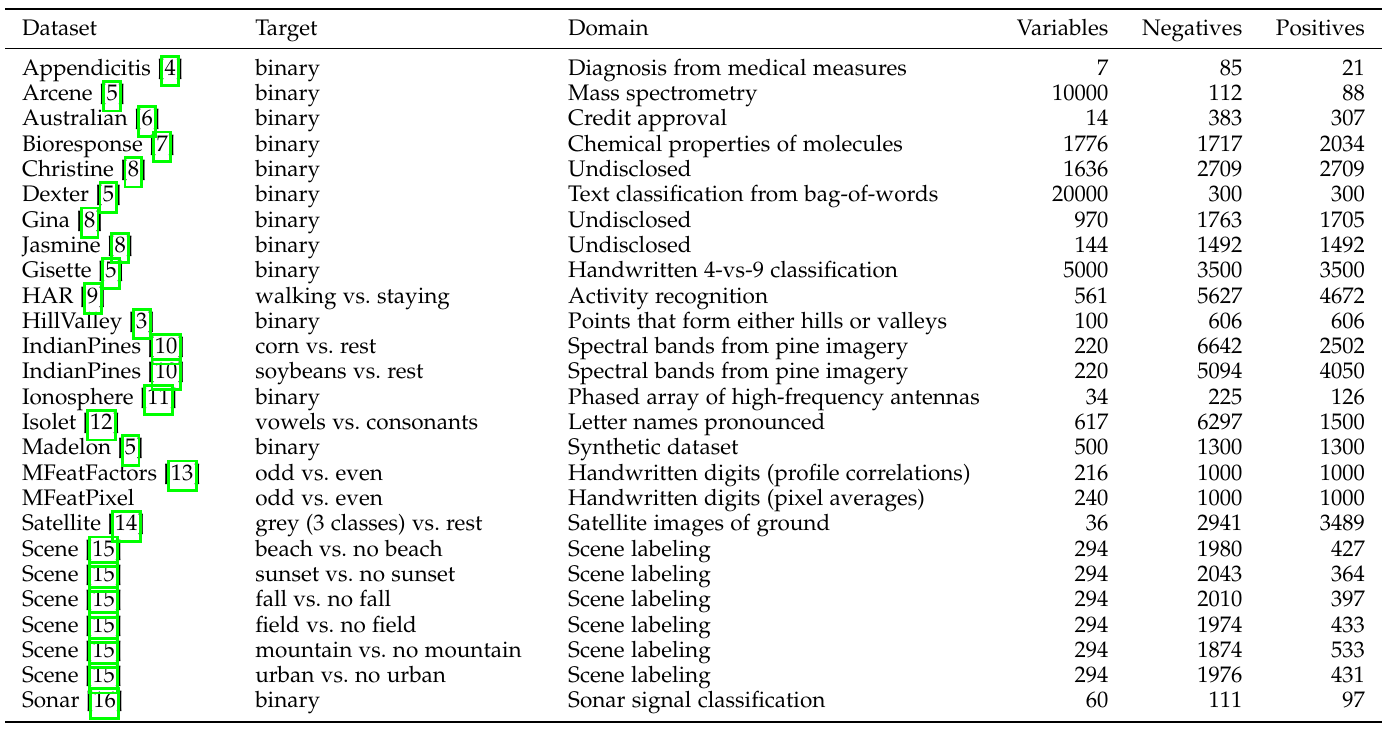 Dataset Target Domain Variables Negatives Positives
Appendicitis [4] binary Diagnosis from medical measures 7 85 21
Arcene [5] binary Mass spectrometry 10000 112 88
Australian [6] binary Credit approval 14 383 307
Bioresponse [7] binary Chemical properties of molecules 1776 1717 2034
Christine [8] binary Undisclosed 1636 2709 2709
Dexter [5] binary Text classification from bag-of-words 20000 300 300
Gina [8] binary Undisclosed 970 1763 1705
Jasmine [8] binary Undisclosed 144 1492 1492
Gisette [5] binary Handwritten 4-vs-9 classification 5000 3500 3500
HAR [9] walking vs. staying Activity recognition 561 5627 4672
HillValley [3] binary Points that form either hills or valleys 100 606 606
IndianPines [10] corn vs. rest Spectral bands from pine imagery 220 6642 2502
IndianPines [10] soybeans vs. rest Spectral bands from pine imagery 220 5094 4050
Ionosphere [11] binary Phased array of high-frequency antennas 34 225 126
Isolet [12] vowels vs. consonants Letter names pronounced 617 6297 1500
Madelon [5] binary Synthetic dataset 500 1300 1300
MFeatFactors [13] odd vs. even Handwritten digits (profile correlations) 216 1000 1000
MFeatPixel odd vs. even Handwritten digits (pixel averages) 240 1000 1000
Satellite [14] grey (3 classes) vs. rest Satellite images of ground 36 2941 3489
Scene [15] beach vs. no beach Scene labeling 294 1980 427
Scene [15] sunset vs. no sunset Scene labeling 294 2043 364
Scene [15] fall vs. no fall Scene labeling 294 2010 397
Scene [15] field vs. no field Scene labeling 294 1974 433
Scene [15] mountain vs. no mountain Scene labeling 294 1874 533
Scene [15] urban vs. no urban Scene labeling 294 1976 431
Sonar [16] binary Sonar signal classification 60 111 97